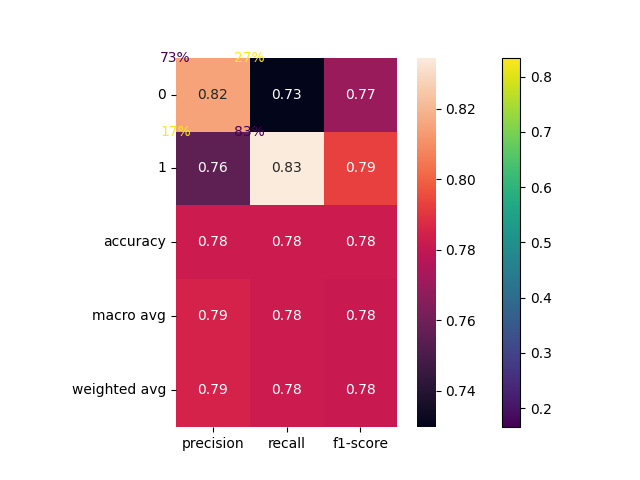 73% 27%
0 0.82 0.73 0.77
17% 83%
1 0.76 0.83 0.79
accuracy 0.78 0.78 0.78
macro avg 0.79 0.78 0.78
weighted avg 0.79 0.78 0.78
precision recall f1-score
0.82
0.80
0.78
0.76
0.74
0.8
0.7
0.6
0.5
0.4
0.3
0.2